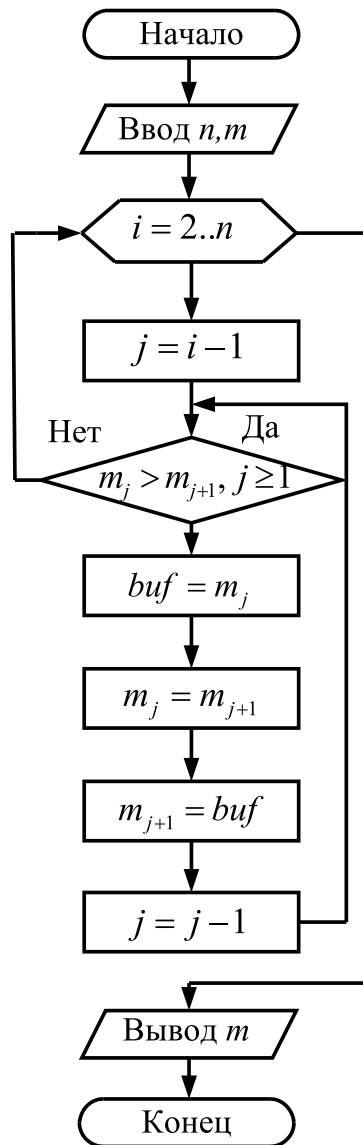 Начало
Ввод n,m
i = 2..n
j = i−1
Нет
Да
m_j > m_{j+1}, j ≥ 1
buf = m_j
m_j = m_{j+1}
m_{j+1} = buf
j = j−1
Вывод m
Конец